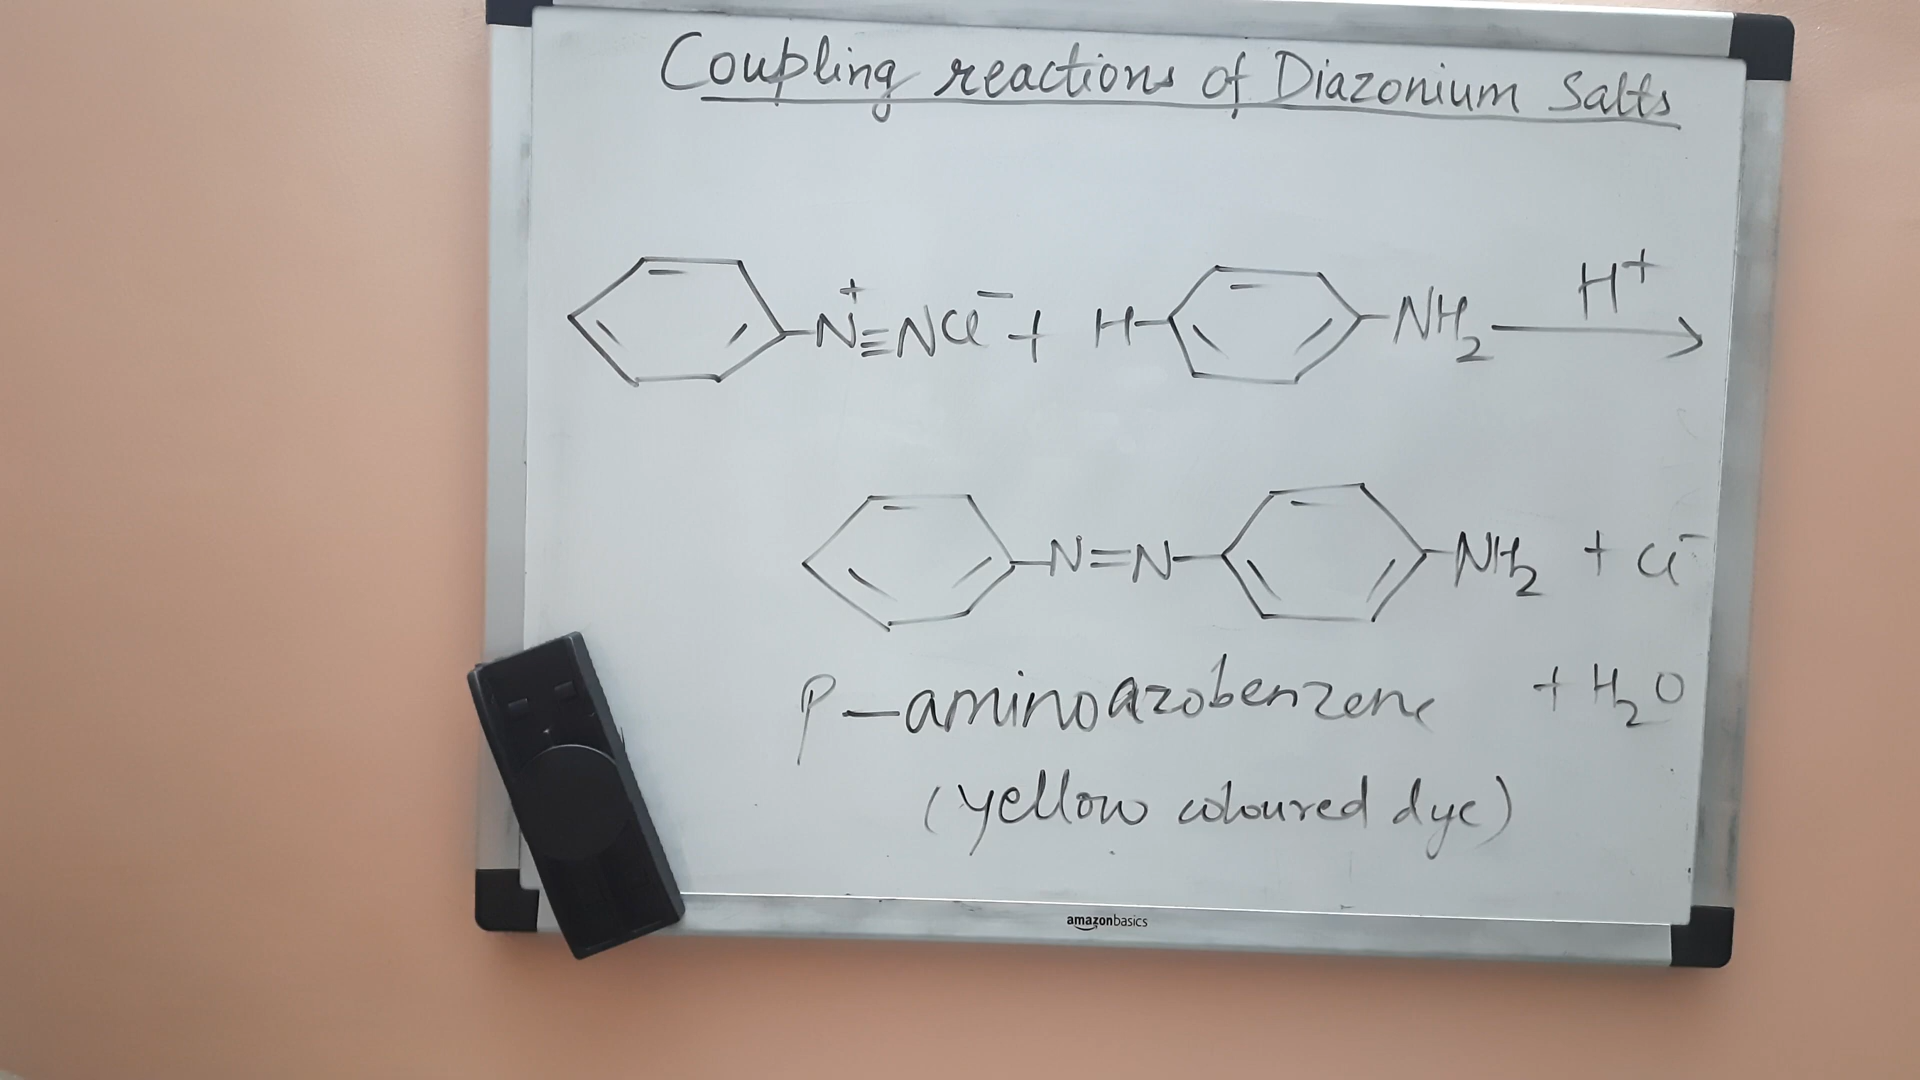 Coupling reactions of Diazonium Salts
N⁺≡NCl⁻ + H NH₂ H⁺
N=N NH₂ + Cl⁻
p-aminoazobenzene + H₂O
(yellow coloured dye)
amazonbasics